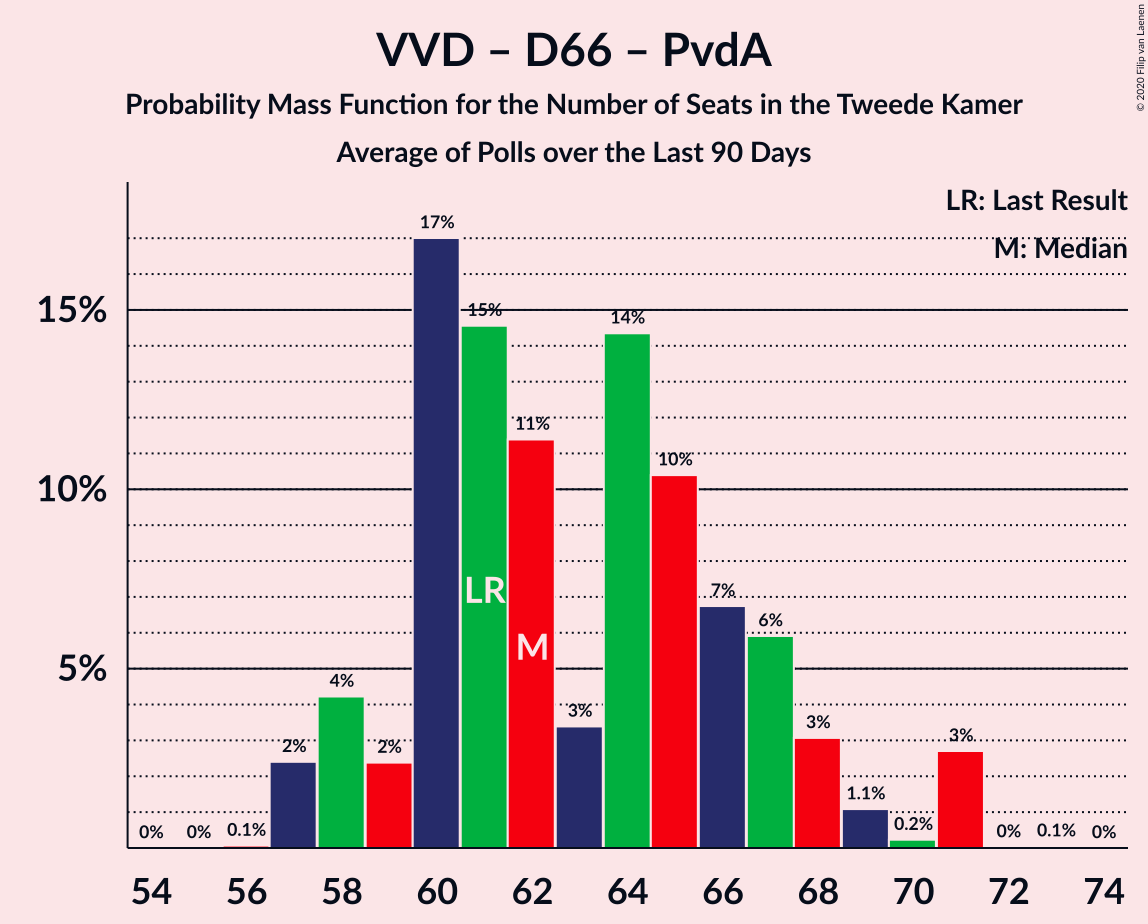 VVD – D66 – PvdA
Probability Mass Function for the Number of Seats in the Tweede Kamer
Average of Polls over the Last 90 Days
© 2020 Filip van Laenen
LR: Last Result
M: Median
15%
10%
5%
0%
0%
0.1%
2%
4%
2%
17%
15%
11%
3%
14%
10%
7%
6%
3%
1.1%
0.2%
3%
0%
0.1%
0%
LR
M
54 56 58 60 62 64 66 68 70 72 74